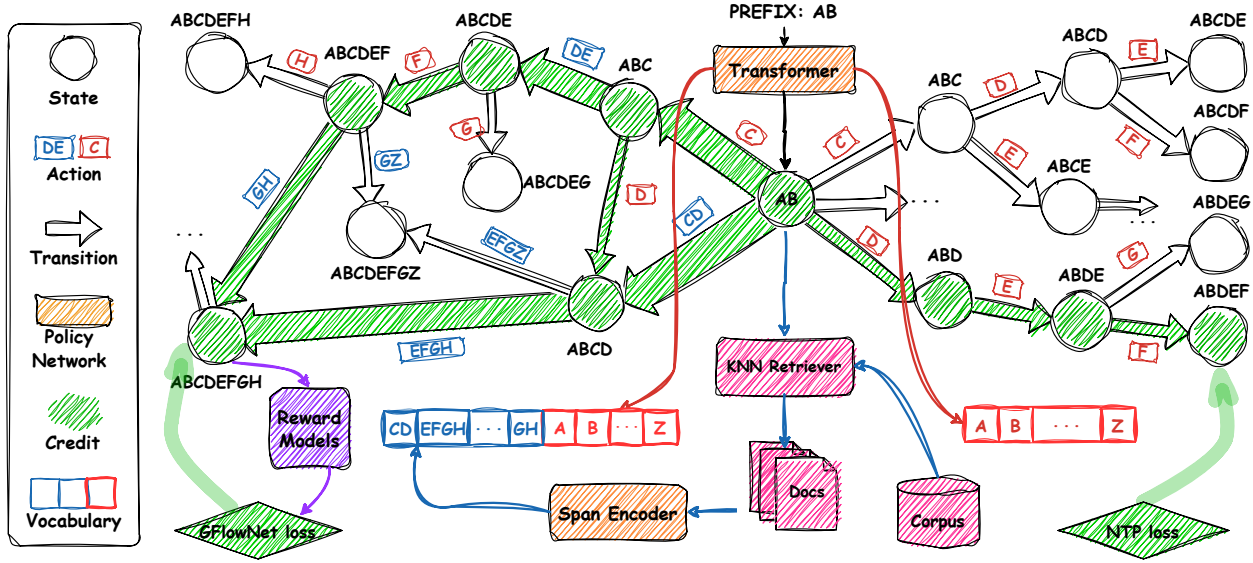 State
DE C
Action
Transition
Policy
Network
Credit
Vocabulary
PREFIX: AB
Transformer
ABCDEFH
H
ABCDEF
F
ABCDE
DE
ABC
C
G
GZ
ABCDEG
GH
D
CD
EFGZ
ABCDEFGZ
...
EFGH
ABCD
ABCDEFGH
AB
C
ABC
D
ABCD
E
ABCDE
F
ABCDF
E
ABCE
...
...
D
ABD
E
ABDE
G
ABDEG
F
ABDEF
Reward
Models
GFlowNet loss
CD EFGH ... GH A B ... Z
KNN Retriever
Docs
Span Encoder
Corpus
A B ... Z
NTP loss